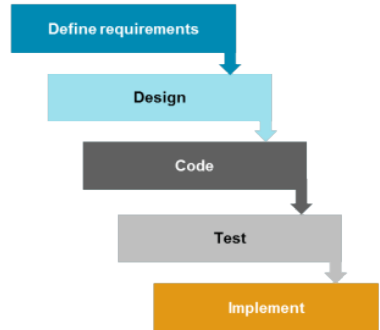 Define requirements
Design
Code
Test
Implement